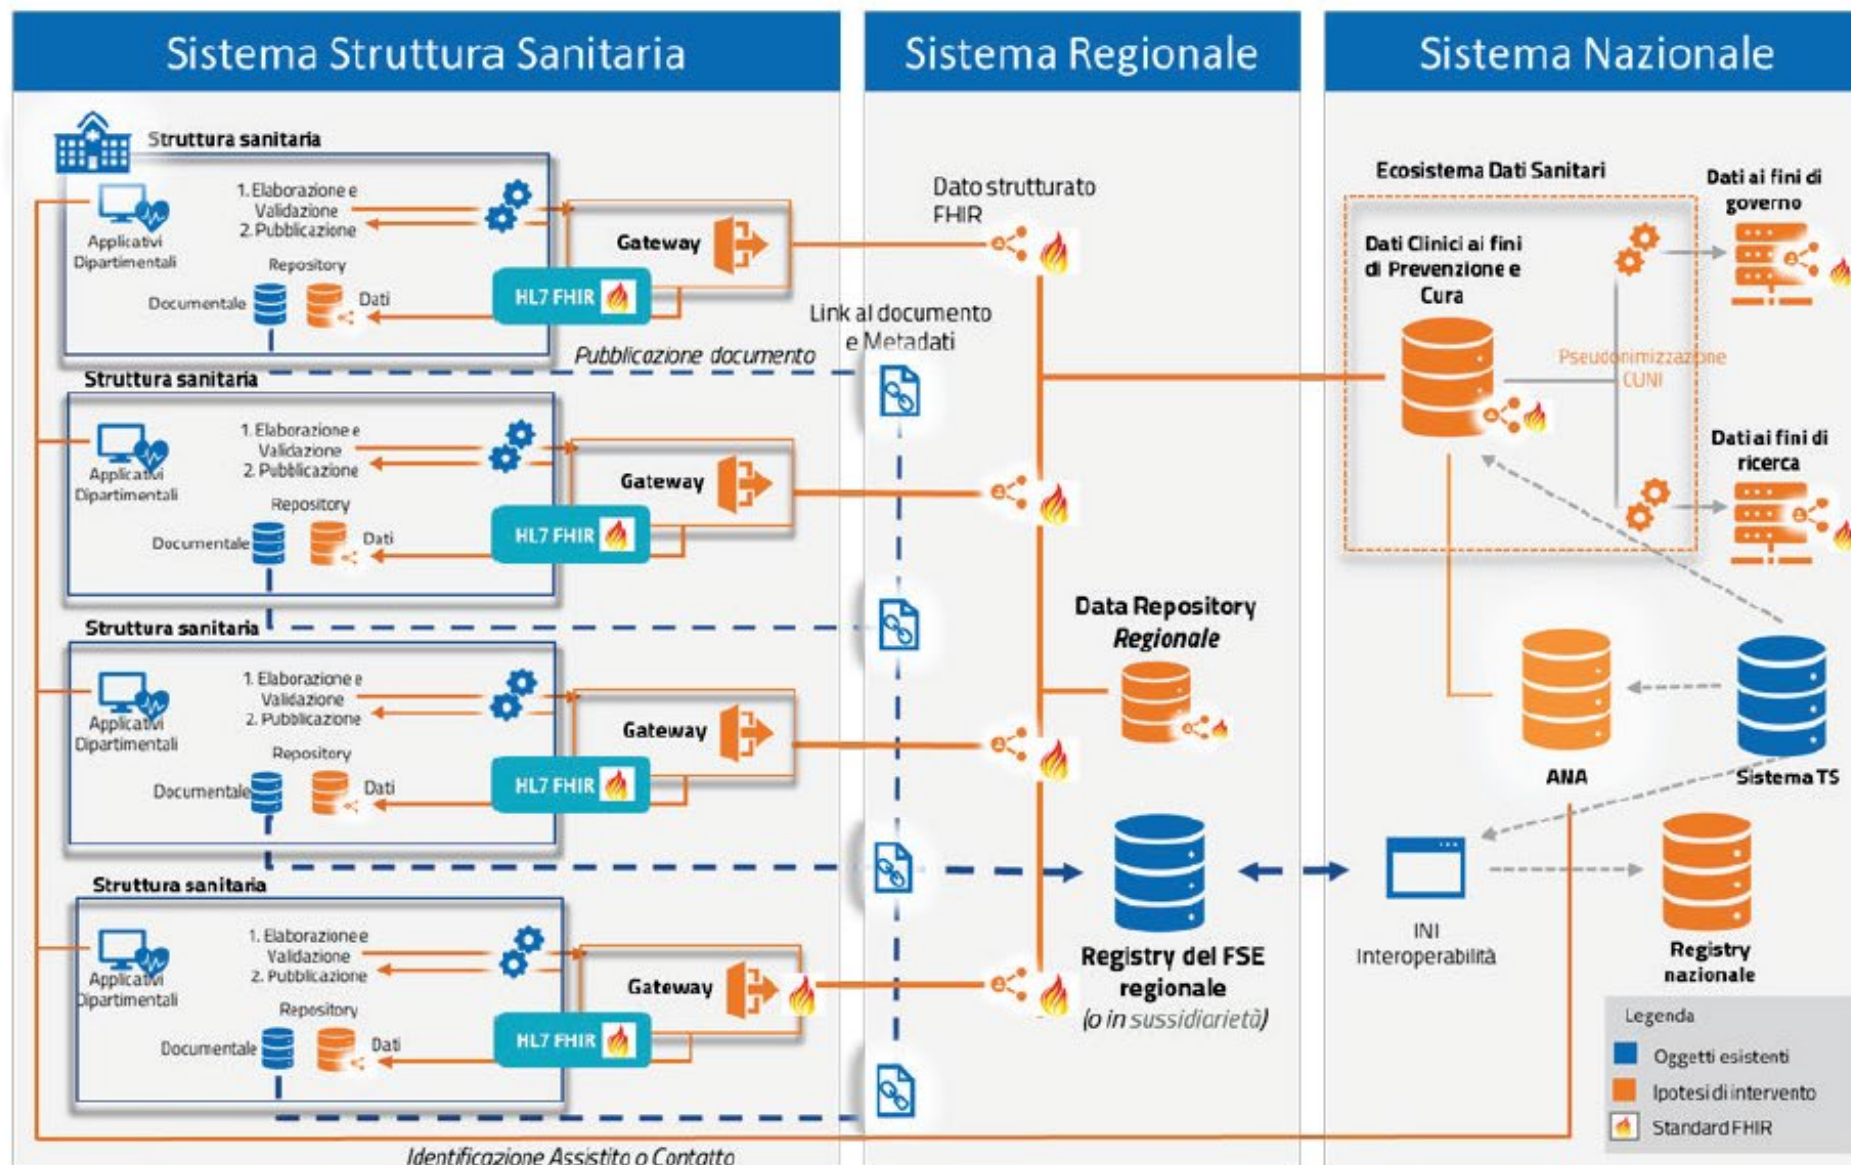 Sistema Struttura Sanitaria
Struttura sanitaria
Applicativi
Dipartimentali
1. Elaborazione e
Validazione
2. Pubblicazione
Repository
Documentale
Dati
Gateway
HL7 FHIR
Pubblicazione documento
Struttura sanitaria
Applicativi
Dipartimentali
1. Elaborazione e
Validazione
2. Pubblicazione
Repository
Documentale
Dati
Gateway
HL7 FHIR
Struttura sanitaria
Applicativi
Dipartimentali
1. Elaborazione e
Validazione
2. Pubblicazione
Repository
Documentale
Dati
Gateway
HL7 FHIR
Struttura sanitaria
Applicativi
Dipartimentali
1. Elaborazione e
Validazione
2. Pubblicazione
Repository
Documentale
Dati
Gateway
HL7 FHIR
Identificazione Assistito o Contatto
Sistema Regionale
Dato strutturato
FHIR
Link al documento
e Metadati
Data Repository
Regionale
Registry del FSE
regionale
(o in sussidiarietà)
Sistema Nazionale
Ecosistema Dati Sanitari
Dati Clinici ai fini
di Prevenzione e
Cura
Pseudonimizzazione
CUNI
Dati ai fini di
governo
Dati ai fini di
ricerca
ANA
Sistema TS
INI
Interoperabilità
Registry
nazionale
Legenda
Oggetti esistenti
Ipotesi di intervento
Standard FHIR